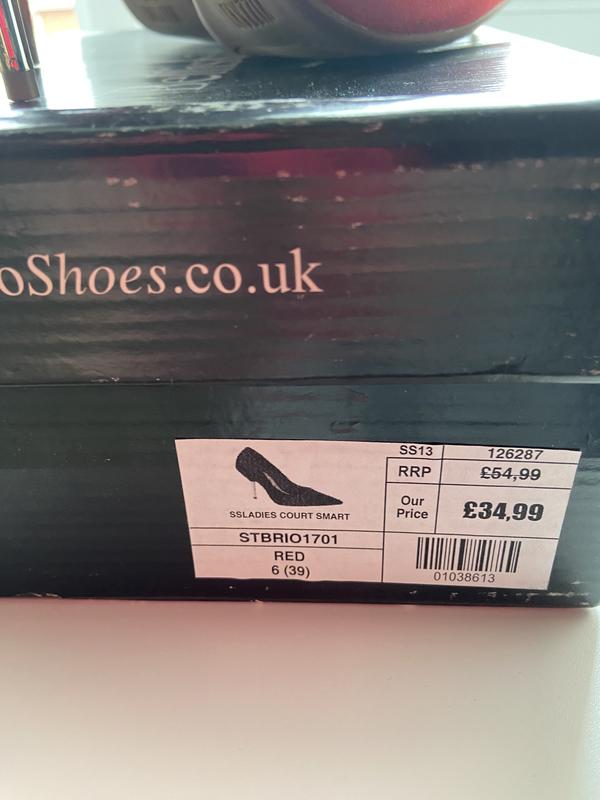 oShoes.co.uk
SSLADIES COURT SMART
STBRIO1701
RED
6 (39)
SS13 126287
RRP £54,99
Our Price £34,99
01038613